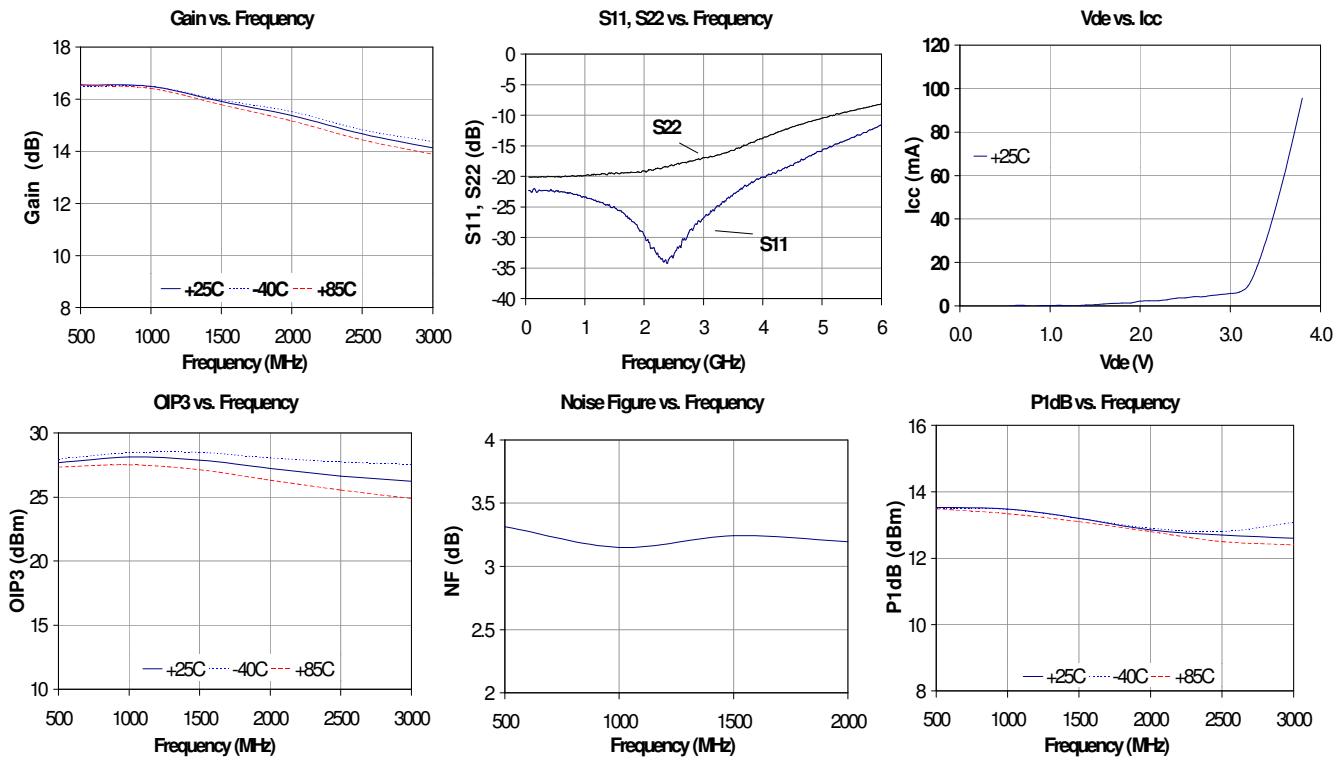 Gain vs. Frequency
18
16
14
12
10
8
Gain (dB)
+25C -40C +85C
500 1000 1500 2000 2500 3000
Frequency (MHz)
S11, S22 vs. Frequency
0
-5
-10
-15
-20
-25
-30
-35
-40
S11, S22 (dB)
S22
S11
0 1 2 3 4 5 6
Frequency (GHz)
Vde vs. Icc
120
100
80
60
40
20
0
Icc (mA)
+25C
0.0 1.0 2.0 3.0 4.0
Vde (V)
OIP3 vs. Frequency
30
25
20
15
10
OIP3 (dBm)
+25C -40C +85C
500 1000 1500 2000 2500 3000
Frequency (MHz)
Noise Figure vs. Frequency
4
3.5
3
2.5
2
NF (dB)
500 1000 1500 2000
Frequency (MHz)
P1dB vs. Frequency
16
14
12
10
8
P1dB (dBm)
+25C -40C +85C
500 1000 1500 2000 2500 3000
Frequency (MHz)